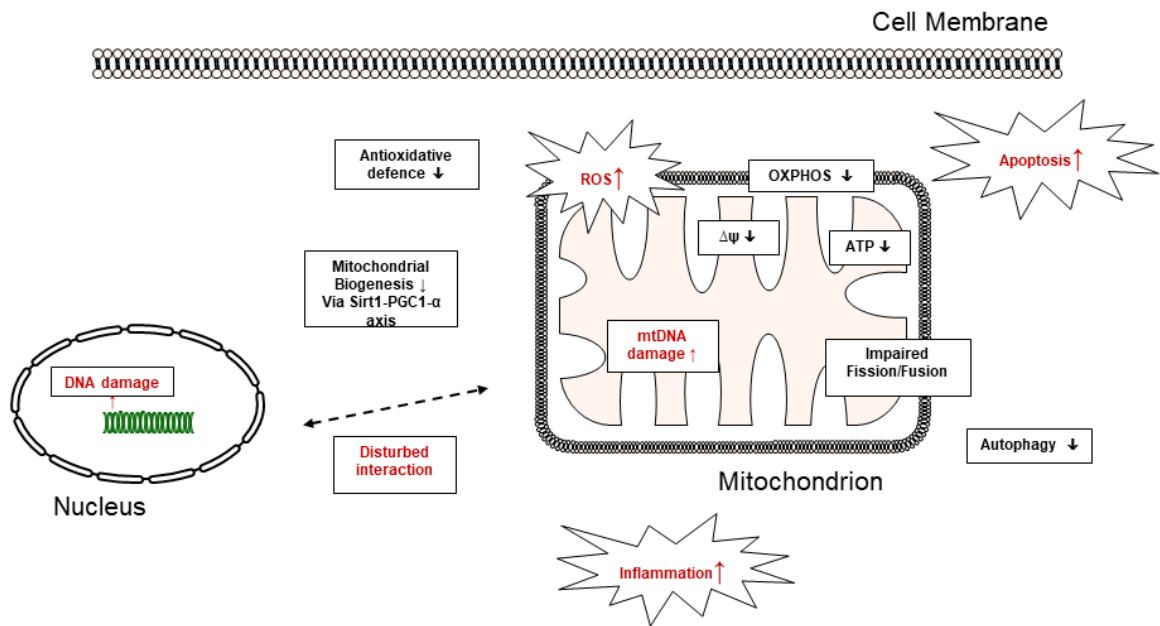 Cell Membrane
Antioxidative
defence ↓
ROS↑
OXPHOS ↓
Apoptosis↑
Δψ ↓
ATP ↓
Mitochondrial
Biogenesis ↓
Via Sirt1-PGC1-α
axis
mtDNA
damage ↑
Impaired
Fission/Fusion
DNA damage
↑
Disturbed
interaction
Autophagy ↓
Mitochondrion
Nucleus
Inflammation↑